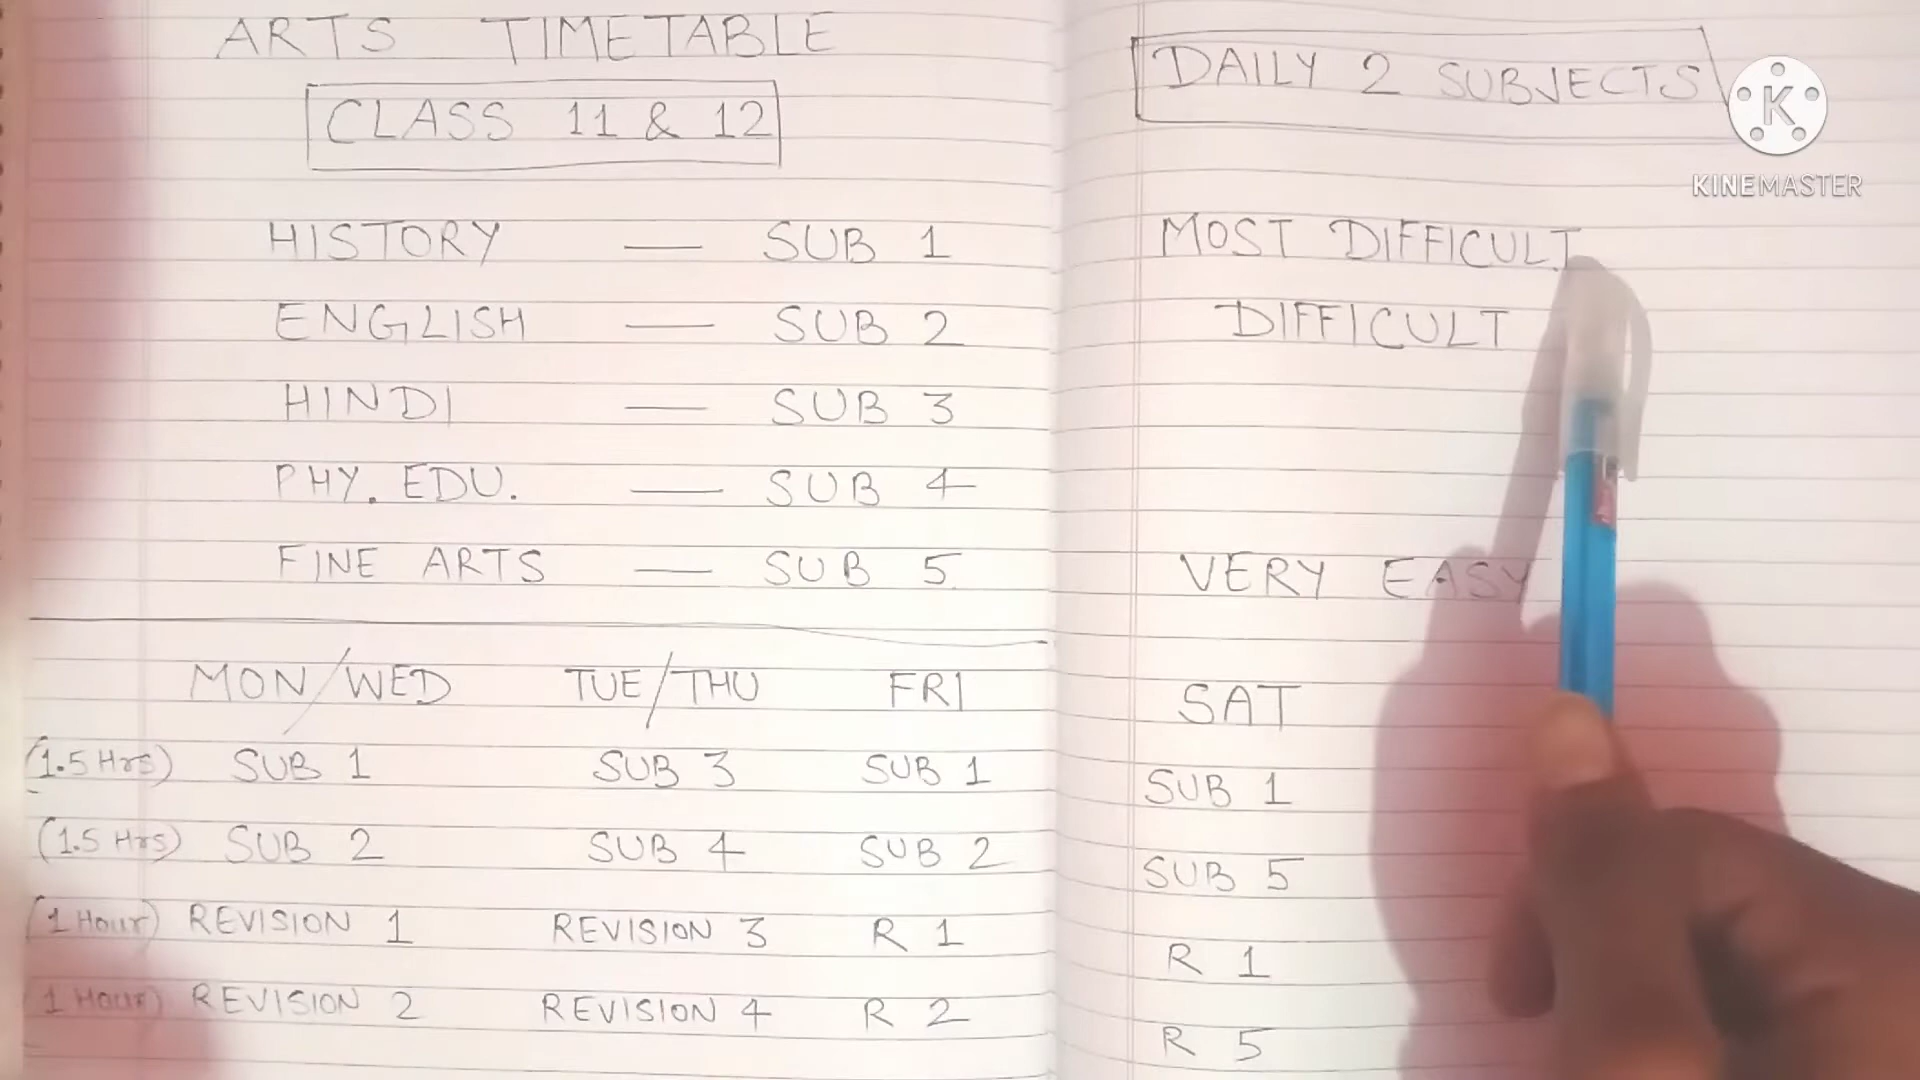 ARTS TIMETABLE
CLASS 11 & 12
HISTORY — SUB 1
ENGLISH — SUB 2
HINDI — SUB 3
PHY. EDU. — SUB 4
FINE ARTS — SUB 5
MON/WED TUE/THU FRI
(1.5 Hrs) SUB 1 SUB 3 SUB 1
(1.5 Hrs) SUB 2 SUB 4 SUB 2
(1 Hour) REVISION 1 REVISION 3 R 1
(1 Hour) REVISION 2 REVISION 4 R 2
DAILY 2 SUBJECTS
K
KINEMASTER
MOST DIFFICULT
DIFFICULT
VERY EASY
SAT
SUB 1
SUB 5
R 1
R 5